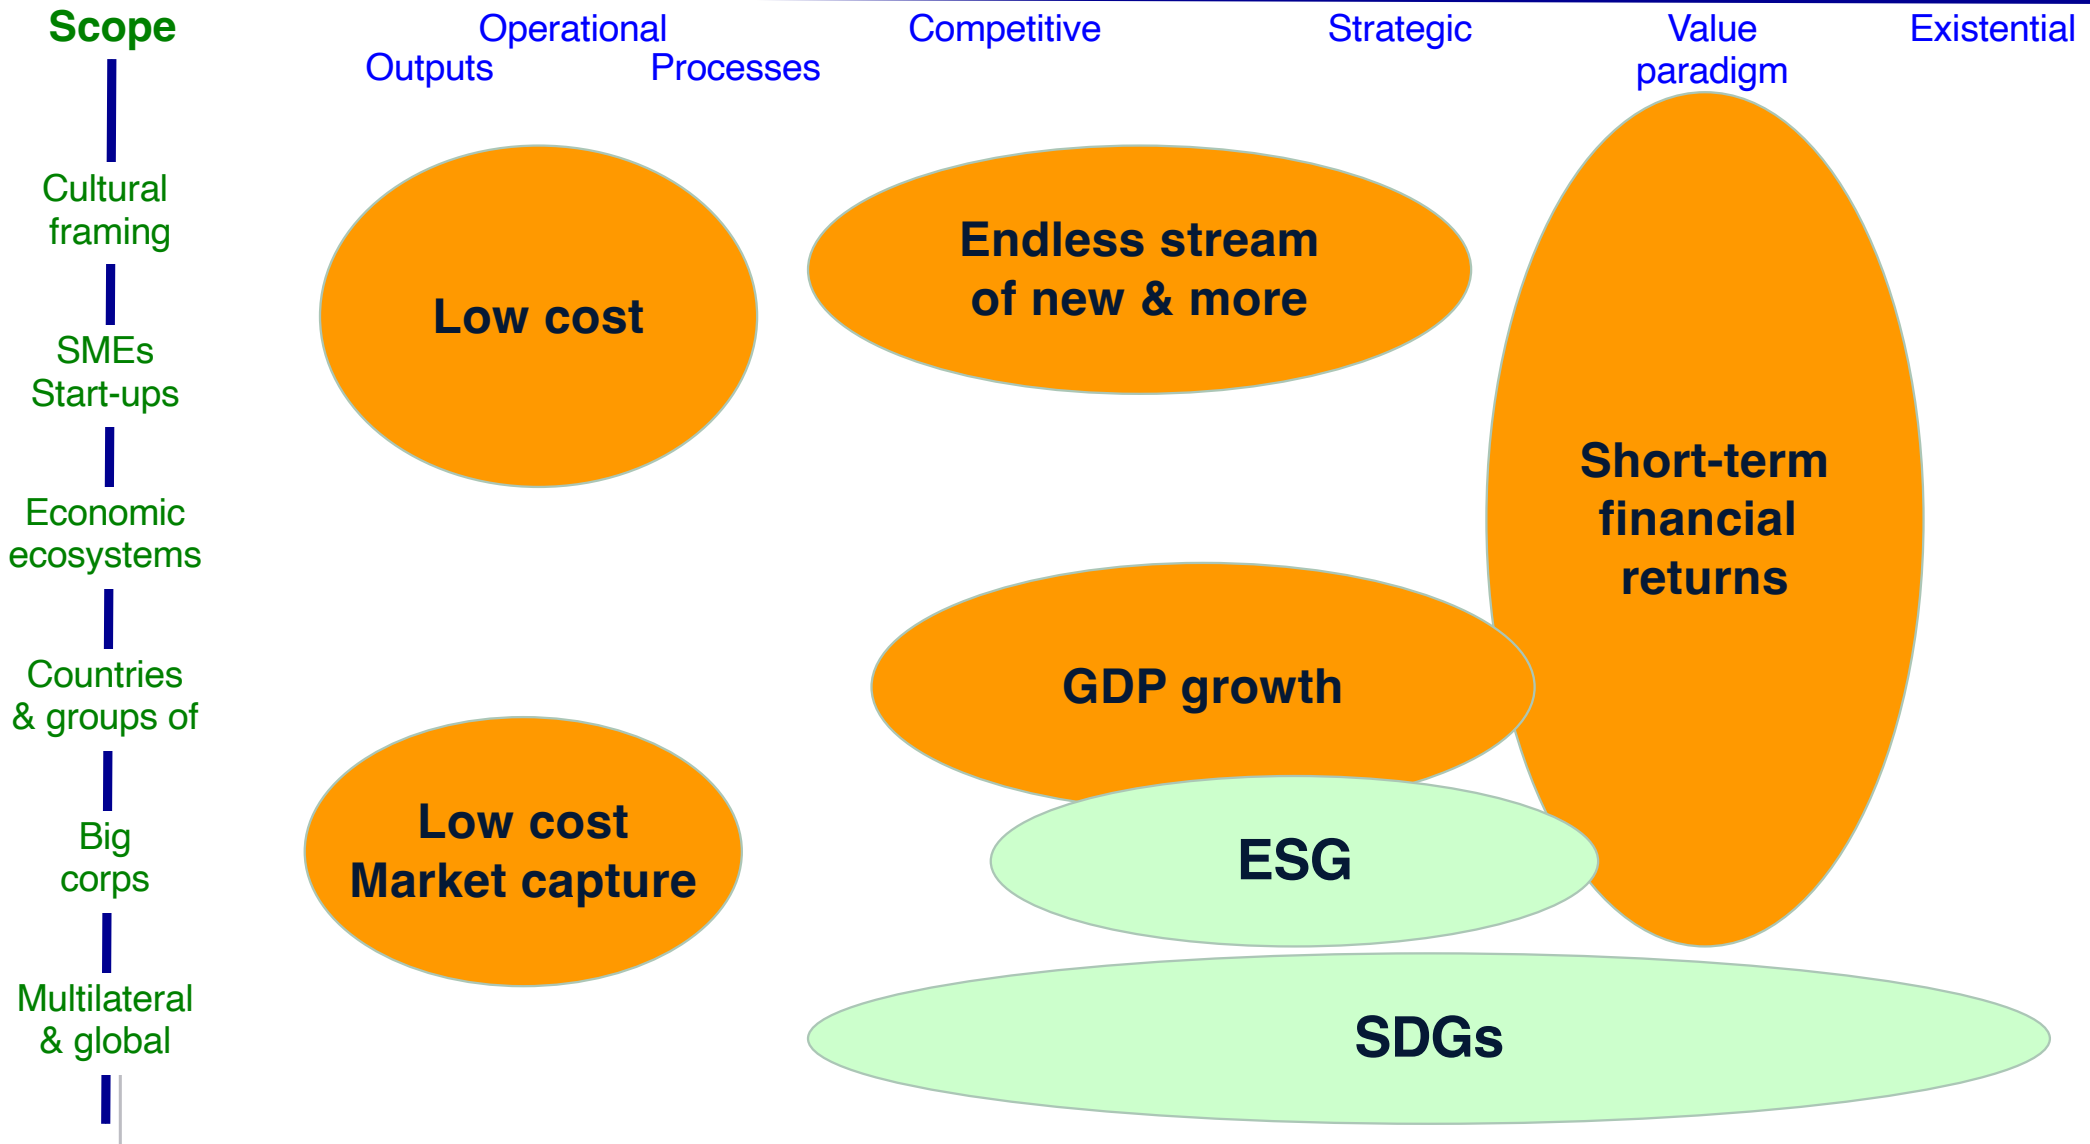 Scope
Operational
Competitive
Strategic
Value
Existential
Outputs
Processes
paradigm
Cultural
framing
SMEs
Start-ups
Economic
ecosystems
Countries
& groups of
Big
corps
Multilateral
& global
Low cost
Endless stream
of new & more
Short-term
financial
returns
GDP growth
Low cost
Market capture
ESG
SDGs